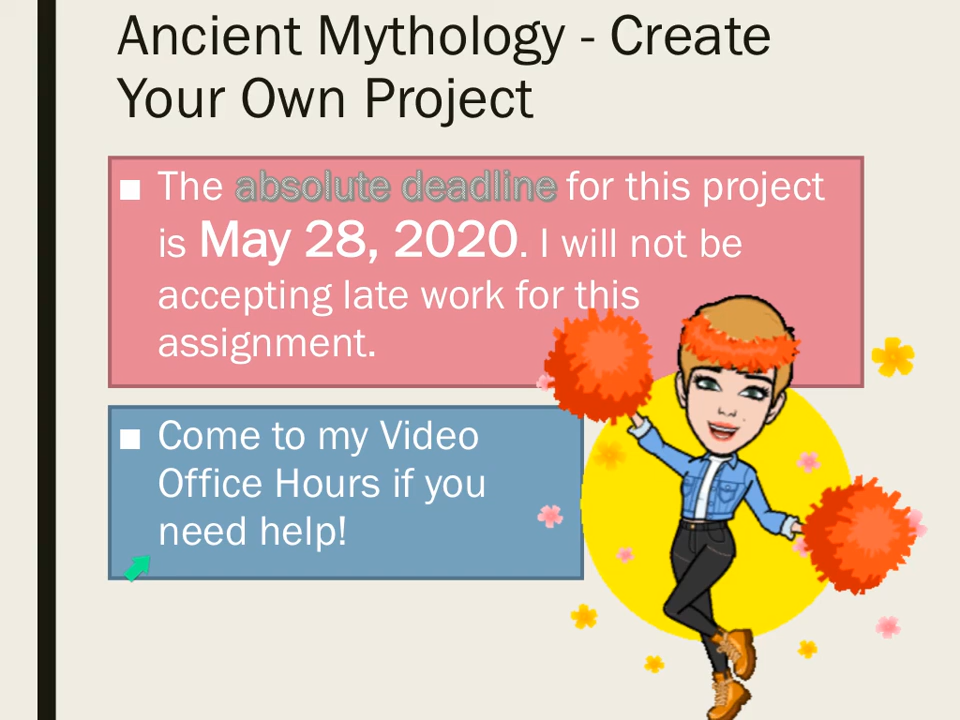 Ancient Mythology - Create
Your Own Project
■ The absolute deadline for this project
is May 28, 2020. I will not be
accepting late work for this
assignment.
■ Come to my Video
Office Hours if you
need help!